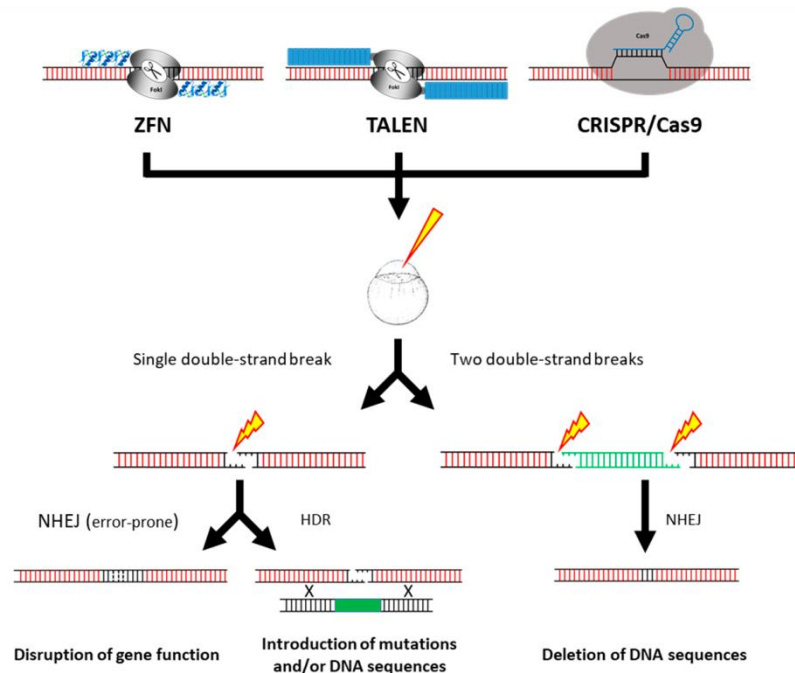 Cas9
FokI
FokI
ZFN
TALEN
CRISPR/Cas9
Single double-strand break
Two double-strand breaks
NHEJ (error-prone)
HDR
NHEJ
X
X
Disruption of gene function
Introduction of mutations
and/or DNA sequences
Deletion of DNA sequences